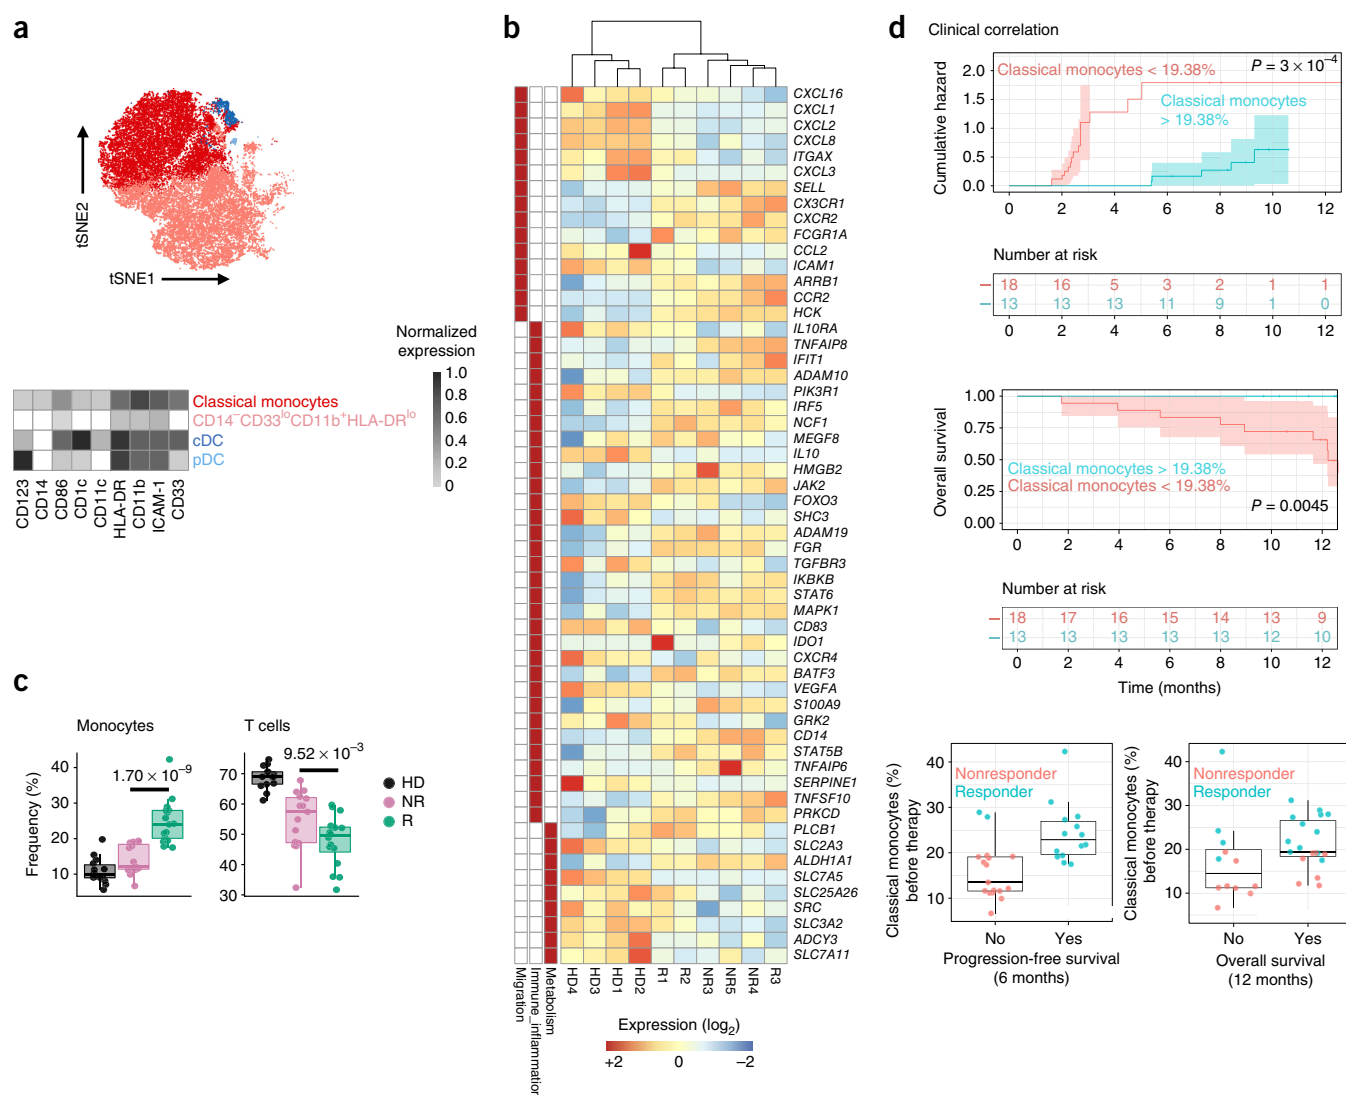 a
tSNE2
tSNE1
Normalized
expression
1.0
0.8
0.6
0.4
0.2
0
Classical monocytes
CD14⁻CD33ˡᵒCD11b⁺HLA-DRˡᵒ
cDC
pDC
CD123
CD14
CD86
CD1c
CD11c
HLA-DR
CD11b
ICAM-1
CD33
b
CXCL16
CXCL1
CXCL2
CXCL8
ITGAX
CXCL3
SELL
CX3CR1
CXCR2
FCGR1A
CCL2
ICAM1
ARRB1
CCR2
HCK
IL10RA
TNFAIP8
IFIT1
ADAM10
PIK3R1
IRF5
NCF1
MEGF8
IL10
HMGB2
JAK2
FOXO3
SHC3
ADAM19
FGR
TGFBR3
IKBKB
STAT6
MAPK1
CD83
IDO1
CXCR4
BATF3
VEGFA
S100A9
GRK2
CD14
STAT5B
TNFAIP6
SERPINE1
TNFSF10
PRKCD
PLCB1
SLC2A3
ALDH1A1
SLC7A5
SLC25A26
SRC
SLC3A2
ADCY3
SLC7A11
Migration
Immune_inflammation
Metabolism
HD4
HD3
HD1
HD2
R1
R2
NR3
NR5
NR4
R3
Expression (log₂)
+2 0 −2
c
Monocytes
Frequency (%)
40
30
20
10
1.70 × 10⁻⁹
T cells
70
60
50
40
30
9.52 × 10⁻³
HD
NR
R
d
Clinical correlation
Cumulative hazard
2.0
1.5
1.0
0.5
0.0
Classical monocytes < 19.38%
P = 3 × 10⁻⁴
Classical monocytes
> 19.38%
0 2 4 6 8 10 12
Number at risk
18 16 5 3 2 1 1
13 13 13 11 9 1 0
0 2 4 6 8 10 12
Overall survival
1.00
0.75
0.50
0.25
0.00
Classical monocytes > 19.38%
Classical monocytes < 19.38%
P = 0.0045
0 2 4 6 8 10 12
Number at risk
18 17 16 15 14 13 9
13 13 13 13 13 12 10
0 2 4 6 8 10 12
Time (months)
Classical monocytes (%)
before therapy
40
30
20
10
Nonresponder
Responder
No Yes
Progression-free survival
(6 months)
Classical monocytes (%)
before therapy
40
30
20
10
Nonresponder
Responder
No Yes
Overall survival
(12 months)